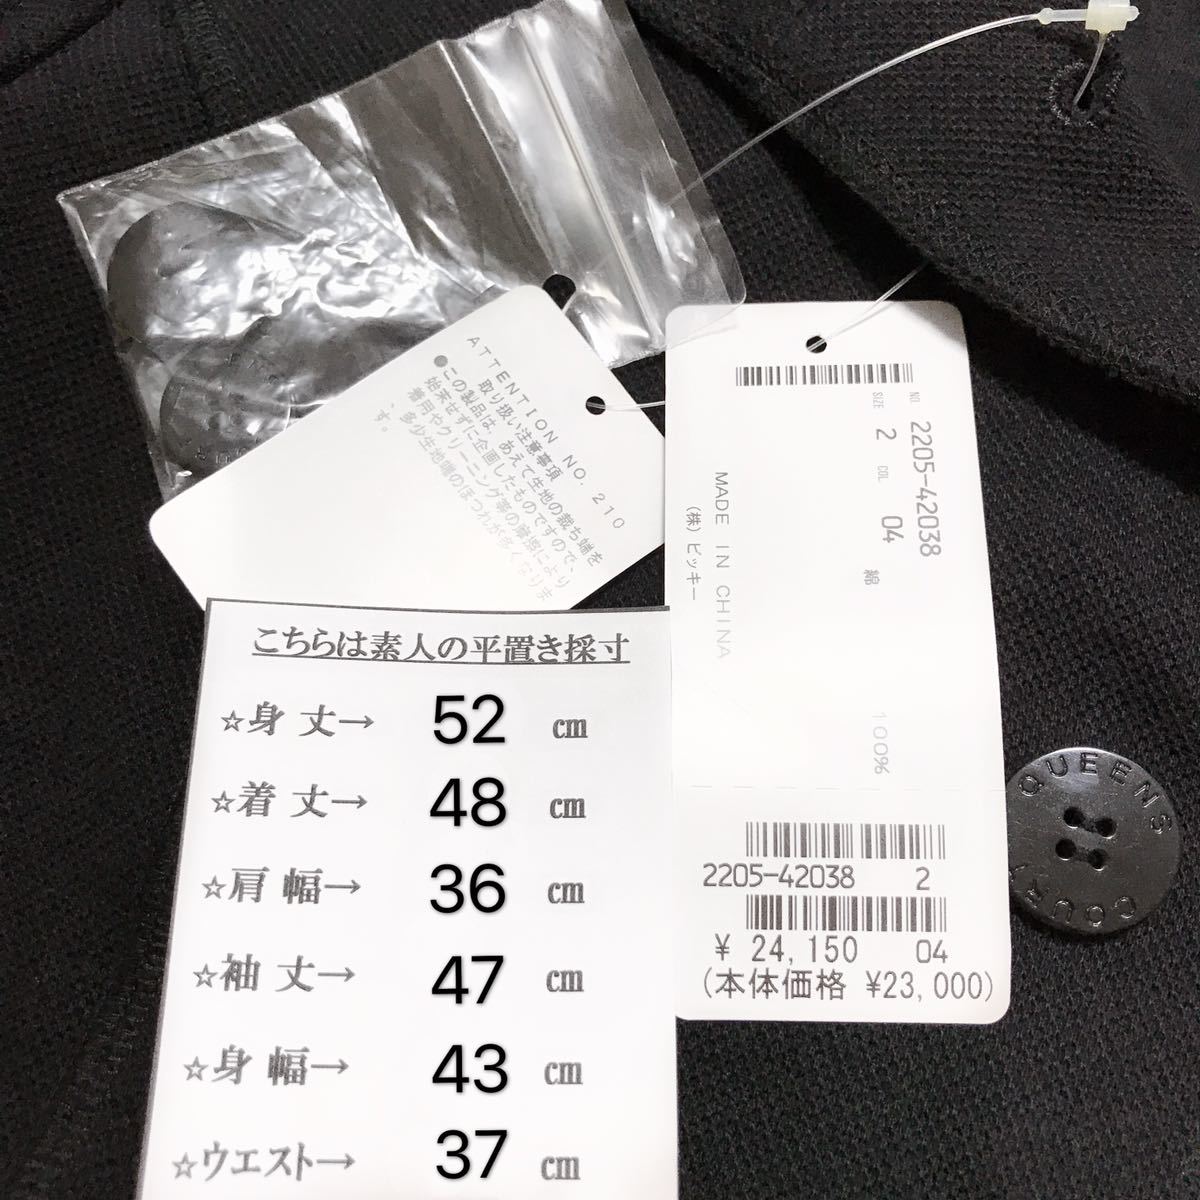 ATTENTION NO. 210
取り扱い注意事項
●この製品は、あえて生地の裁ち端を
始末せずに企画したものですので、
着用やクリーニング等の摩擦により
、多少生地端のほつれが多くなりま
す。
NO. 2205-42038
SIZE 2 COL 04
綿 100%
MADE IN CHINA
(株)ビッキー
2205-42038 2
¥ 24,150 04
(本体価格 ¥23,000)
QUEENS COURT
こちらは素人の平置き採寸
☆身 丈→ 52 cm
☆着 丈→ 48 cm
☆肩 幅→ 36 cm
☆袖 丈→ 47 cm
☆身 幅→ 43 cm
☆ウエスト→ 37 cm